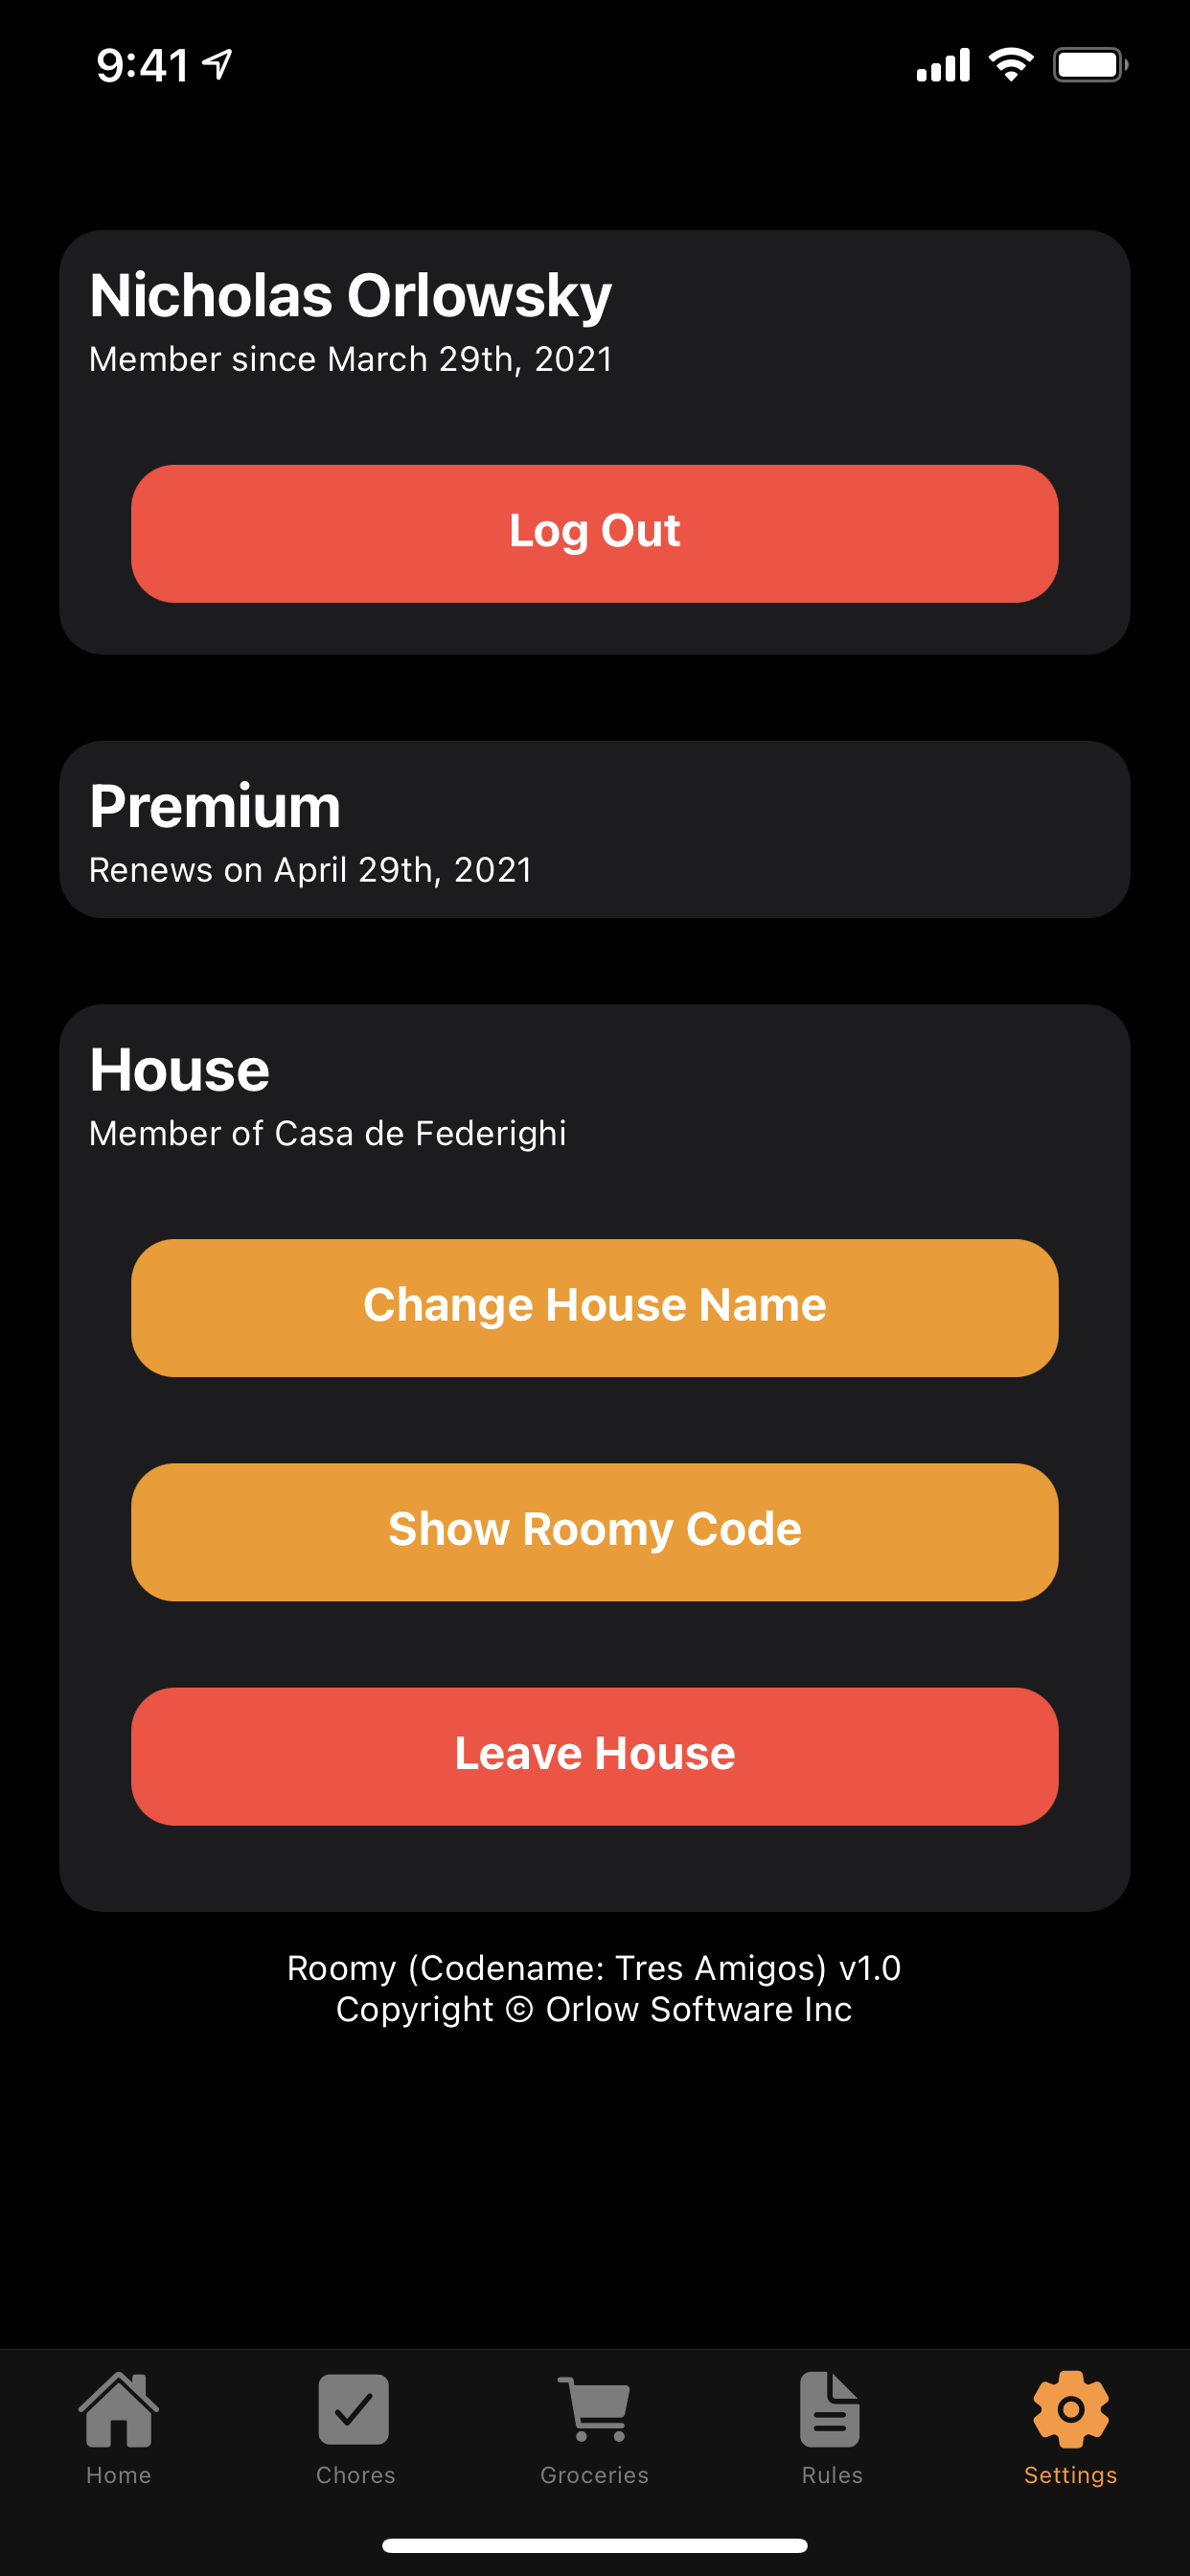 9:41
Nicholas Orlowsky
Member since March 29th, 2021
Log Out
Premium
Renews on April 29th, 2021
House
Member of Casa de Federighi
Change House Name
Show Roomy Code
Leave House
Roomy (Codename: Tres Amigos) v1.0
Copyright © Orlow Software Inc
Home Chores Groceries Rules Settings